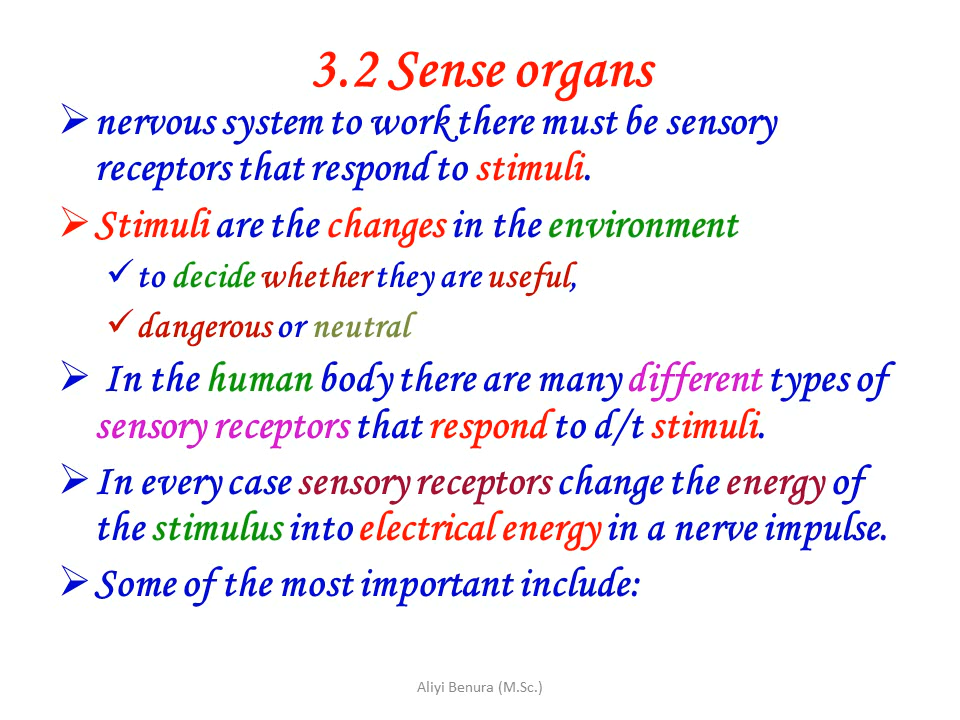 3.2 Sense organs
➢ nervous system to work there must be sensory
receptors that respond to stimuli.
➢ Stimuli are the changes in the environment
✓ to decide whether they are useful,
✓ dangerous or neutral
➢ In the human body there are many different types of
sensory receptors that respond to d/t stimuli.
➢ In every case sensory receptors change the energy of
the stimulus into electrical energy in a nerve impulse.
➢ Some of the most important include:
Aliyi Benura (M.Sc.)